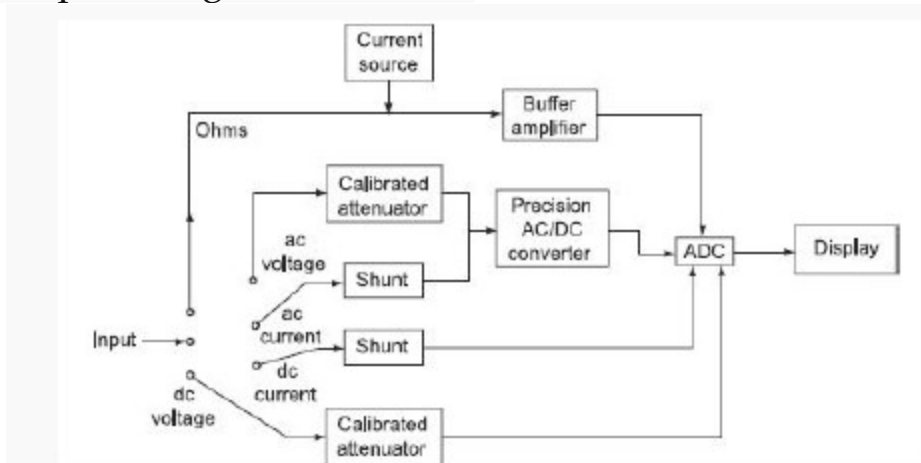 Current
source
Ohms
Buffer
amplifier
Calibrated
attenuator
Precision
AC/DC
converter
ac
voltage
ADC
Display
Shunt
ac
current
Input
Shunt
dc
current
dc
voltage
Calibrated
attenuator